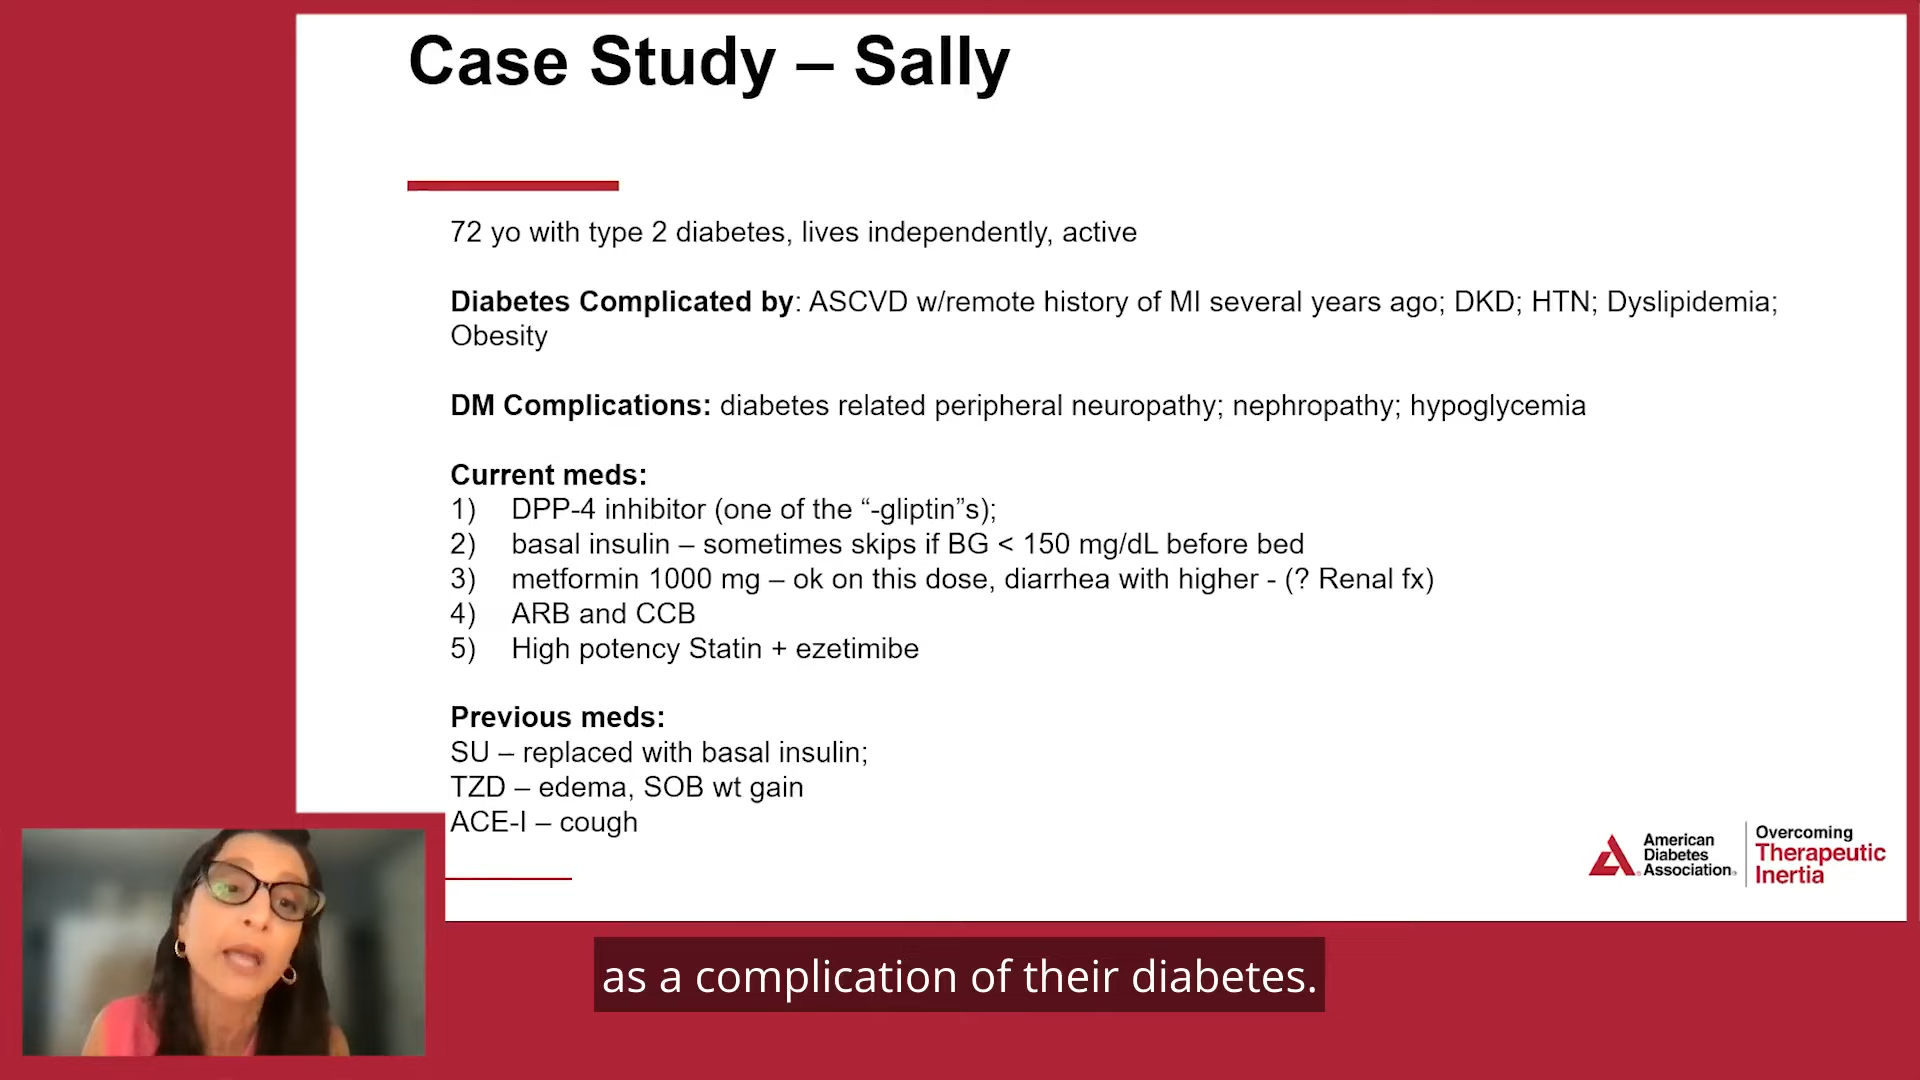 Case Study – Sally
72 yo with type 2 diabetes, lives independently, active
Diabetes Complicated by: ASCVD w/remote history of MI several years ago; DKD; HTN; Dyslipidemia;
Obesity
DM Complications: diabetes related peripheral neuropathy; nephropathy; hypoglycemia
Current meds:
1) DPP-4 inhibitor (one of the “-gliptin”s);
2) basal insulin – sometimes skips if BG < 150 mg/dL before bed
3) metformin 1000 mg – ok on this dose, diarrhea with higher - (? Renal fx)
4) ARB and CCB
5) High potency Statin + ezetimibe
Previous meds:
SU – replaced with basal insulin;
TZD – edema, SOB wt gain
ACE-I – cough
American
Diabetes
Association®
Overcoming
Therapeutic
Inertia
as a complication of their diabetes.